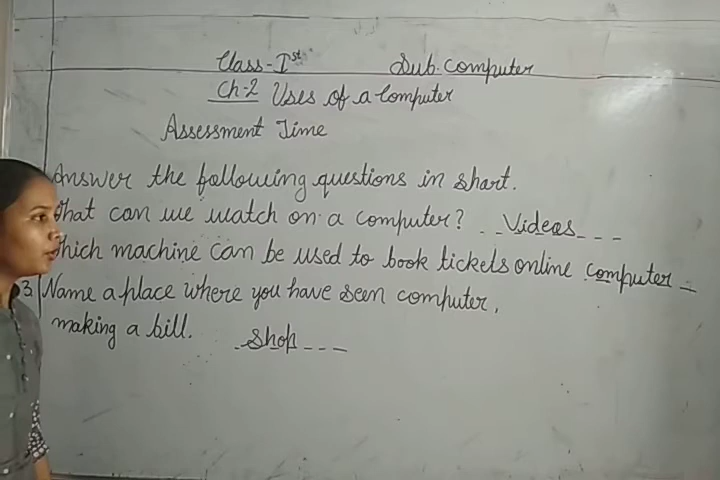 Class-Ist Sub. Computer
Ch-2 Uses of a Computer
Assessment Time
Answer the following questions in short.
What can we watch on a computer? Videos
Which machine can be used to book tickets online computer
3. Name a place where you have seen computer,
making a bill. Shop